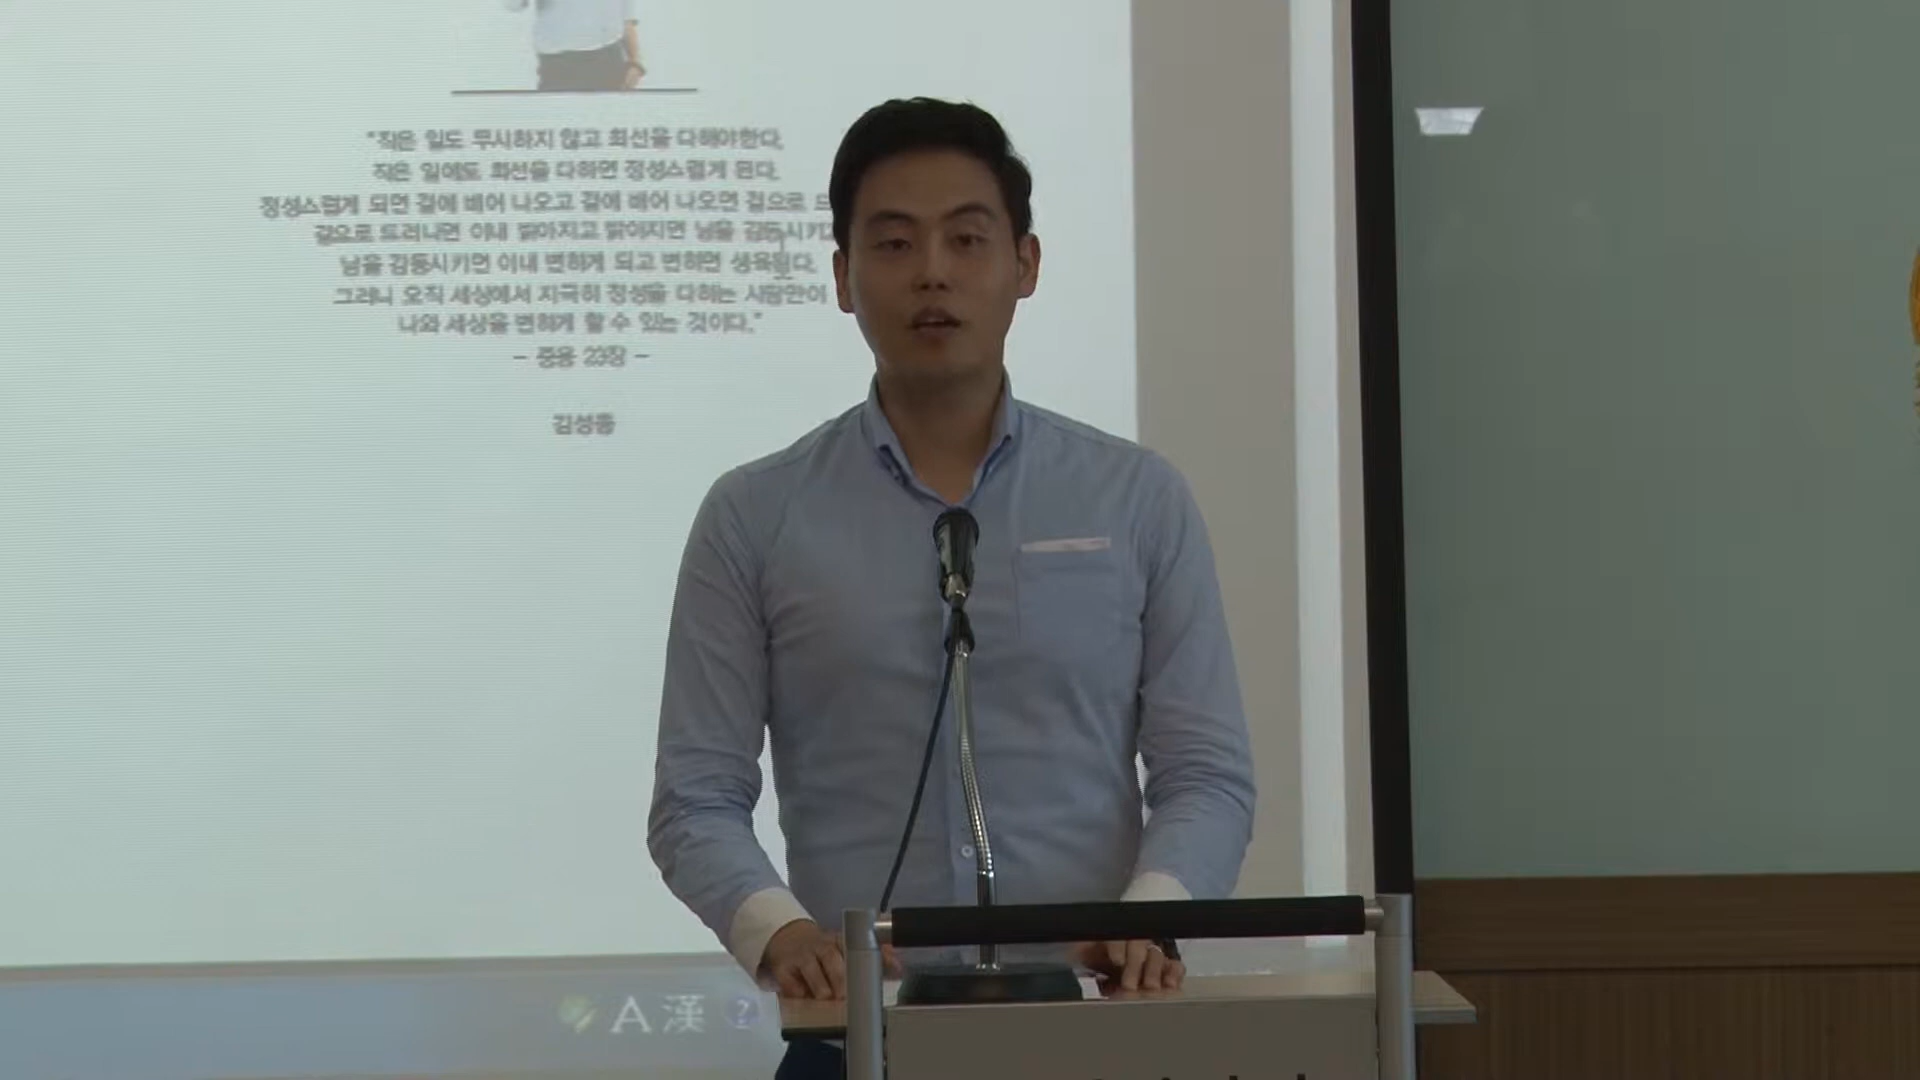 "작은 일도 무시하지 않고 최선을 다해야한다.
작은 일에도 최선을 다하면 정성스럽게 된다.
정성스럽게 되면 겉에 배어 나오고 겉에 배어 나오면 겉으로 드
겉으로 드러나면 이내 밝아지고 밝아지면 남을 감동시키고
남을 감동시키면 이내 변하게 되고 변하면 생육된다.
그러니 오직 세상에서 지극히 정성을 다하는 사람만이
나와 세상을 변하게 할 수 있는 것이다."
- 중용 23장 -
A 漢 ?